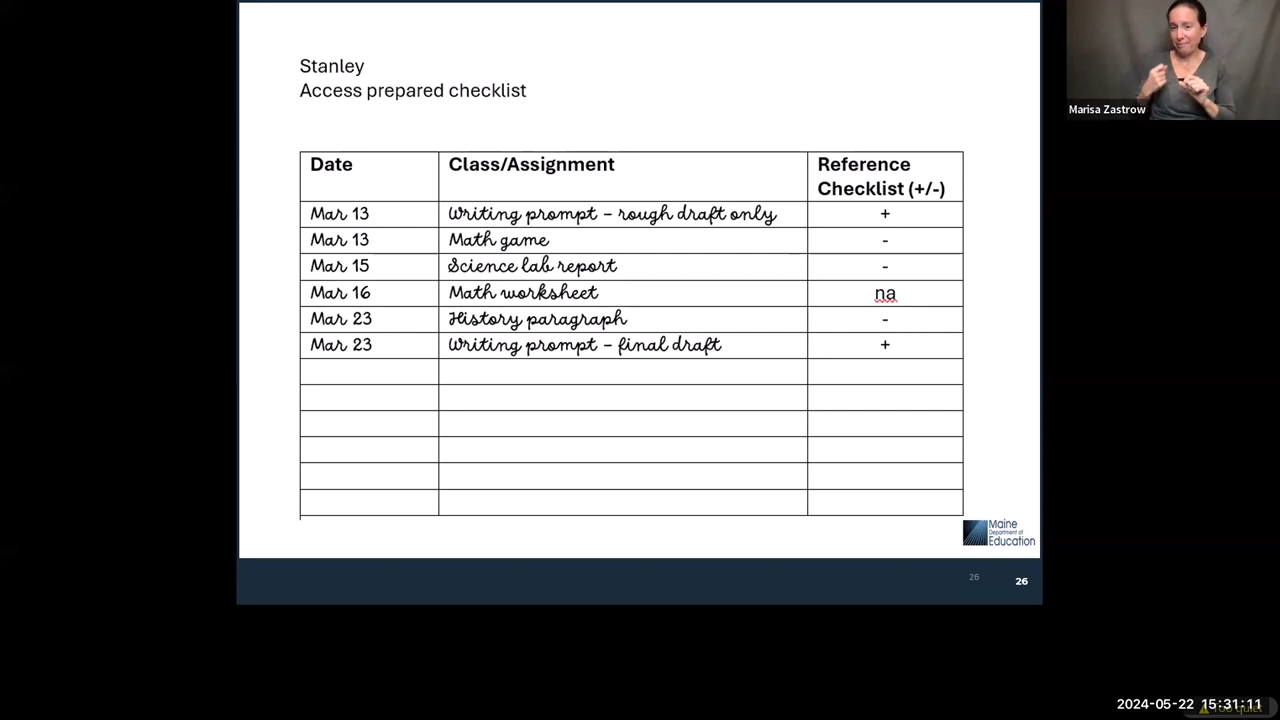 Stanley
Access prepared checklist
Date Class/Assignment Reference Checklist (+/-)
Mar 13 Writing prompt – rough draft only +
Mar 13 Math game -
Mar 15 Science lab report -
Mar 16 Math worksheet na
Mar 23 History paragraph -
Mar 23 Writing prompt – final draft +
Maine
Department of
Education
26 26
Marisa Zastrow
2024-05-22 15:31:11
Too quiet